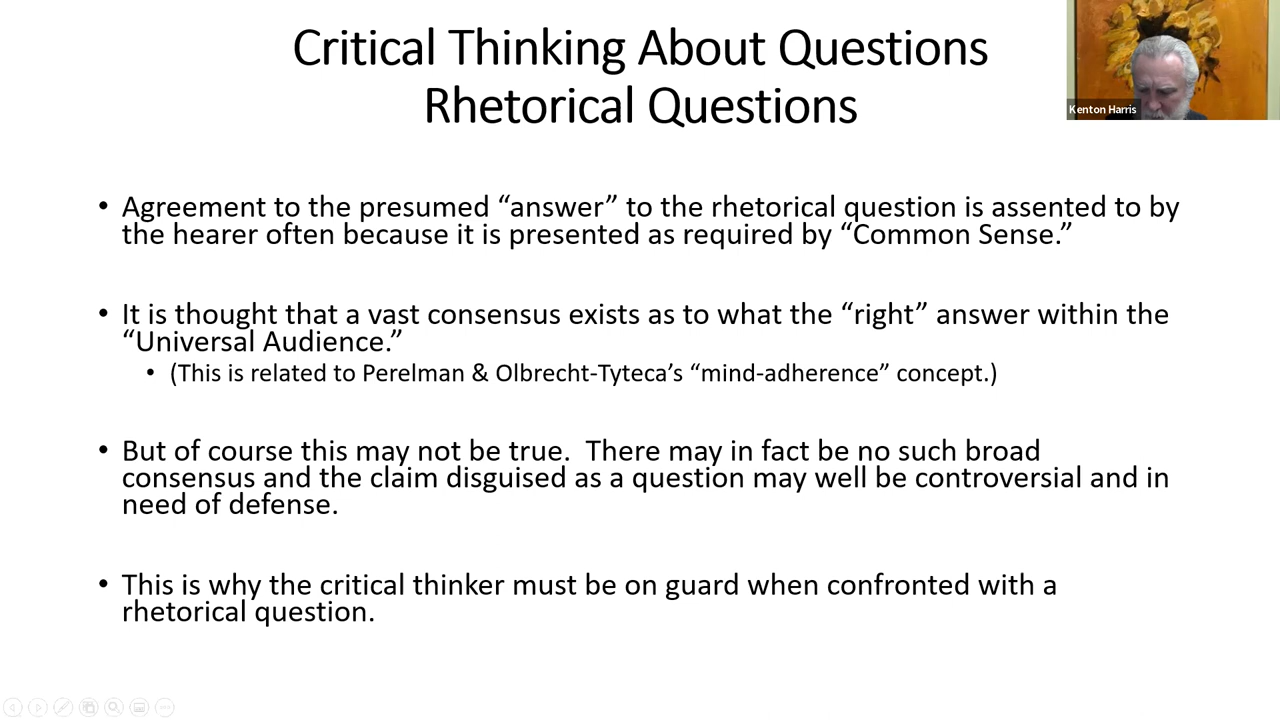 Critical Thinking About Questions
Rhetorical Questions
Kenton Harris
• Agreement to the presumed “answer” to the rhetorical question is assented to by
the hearer often because it is presented as required by “Common Sense.”
• It is thought that a vast consensus exists as to what the “right” answer within the
“Universal Audience.”
• (This is related to Perelman & Olbrecht-Tyteca’s “mind-adherence” concept.)
• But of course this may not be true.  There may in fact be no such broad
consensus and the claim disguised as a question may well be controversial and in
need of defense.
• This is why the critical thinker must be on guard when confronted with a
rhetorical question.